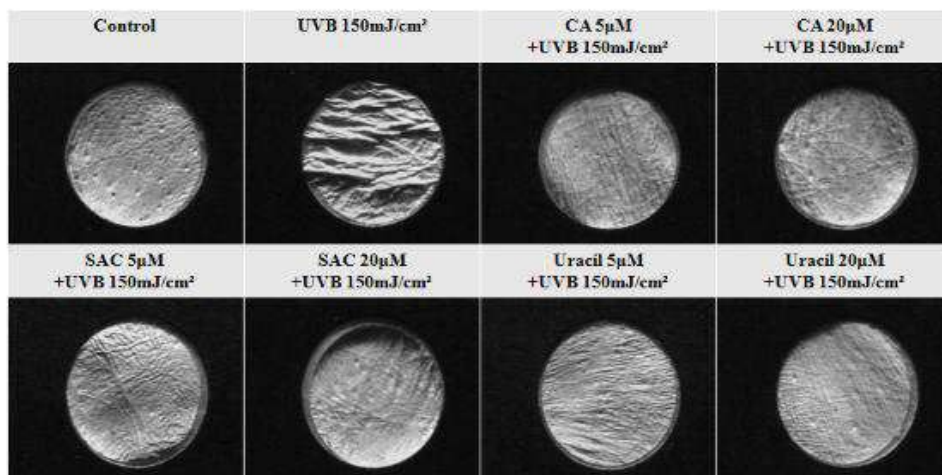 Control
UVB 150mJ/cm²
CA 5μM
+UVB 150mJ/cm²
CA 20μM
+UVB 150mJ/cm²
SAC 5μM
+UVB 150mJ/cm²
SAC 20μM
+UVB 150mJ/cm²
Uracil 5μM
+UVB 150mJ/cm²
Uracil 20μM
+UVB 150mJ/cm²